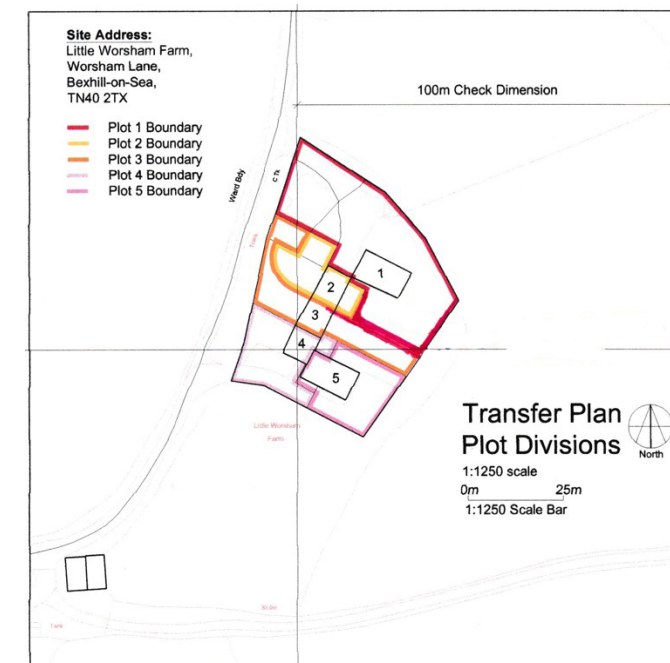 Site Address:
Little Worsham Farm,
Worsham Lane,
Bexhill-on-Sea,
TN40 2TX
Plot 1 Boundary
Plot 2 Boundary
Plot 3 Boundary
Plot 4 Boundary
Plot 5 Boundary
100m Check Dimension
Ward Bdy
C Tk
Track
1
2
3
4
5
Little Worsham
Farm
Transfer Plan
Plot Divisions
North
1:1250 scale
0m 25m
1:1250 Scale Bar